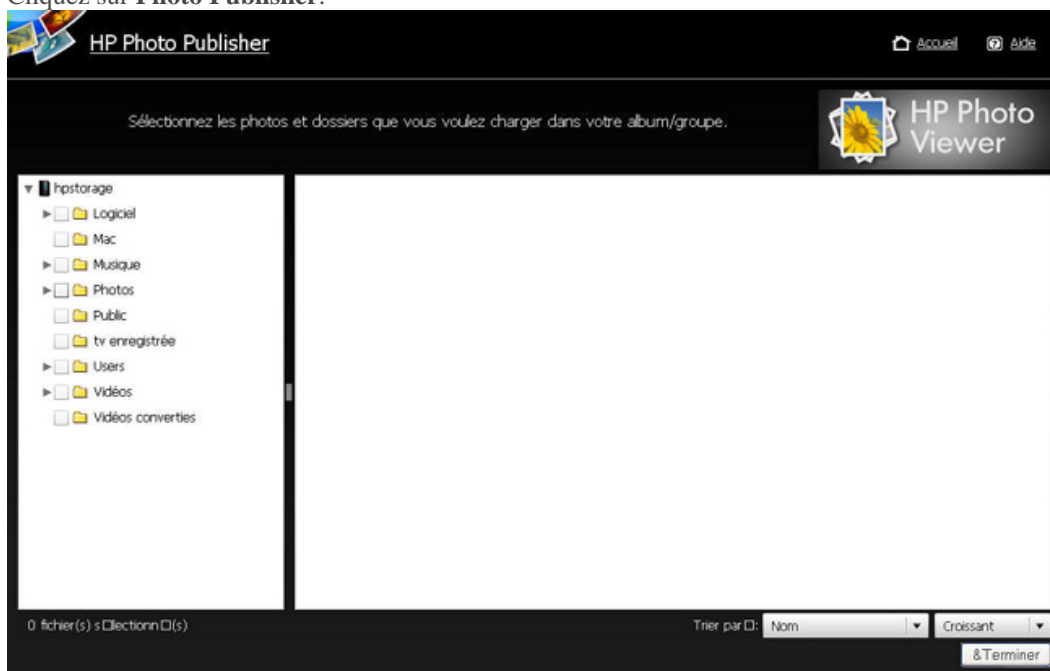 Cliquez sur Photo Publisher.
HP Photo Publisher
Accueil
Aide
Sélectionnez les photos et dossiers que vous voulez charger dans votre album/groupe.
HP Photo
Viewer
hpstorage
Logiciel
Mac
Musique
Photos
Public
tv enregistrée
Users
Vidéos
Vidéos converties
0 fichier(s) s□lectionn□(s)
Trier par□: Nom
Croissant
&Terminer